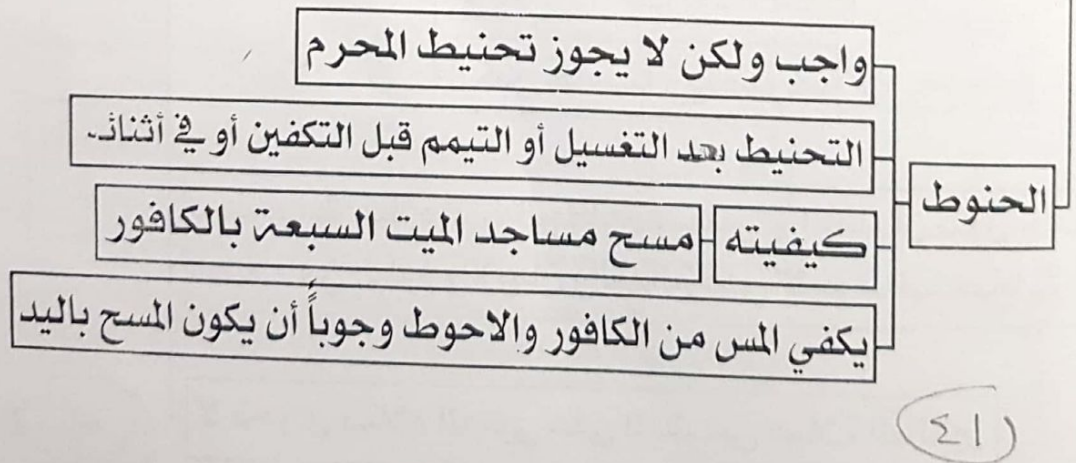 واجب ولكن لا يجوز تحنيط المحرم
التحنيط بعد التغسيل أو التيمم قبل التكفين أو في أثنائـ
الحنوط
كيفيته
مسح مساجد الميت السبعة بالكافور
يكفي المس من الكافور والاحوط وجوباً أن يكون المسح باليد
٤١